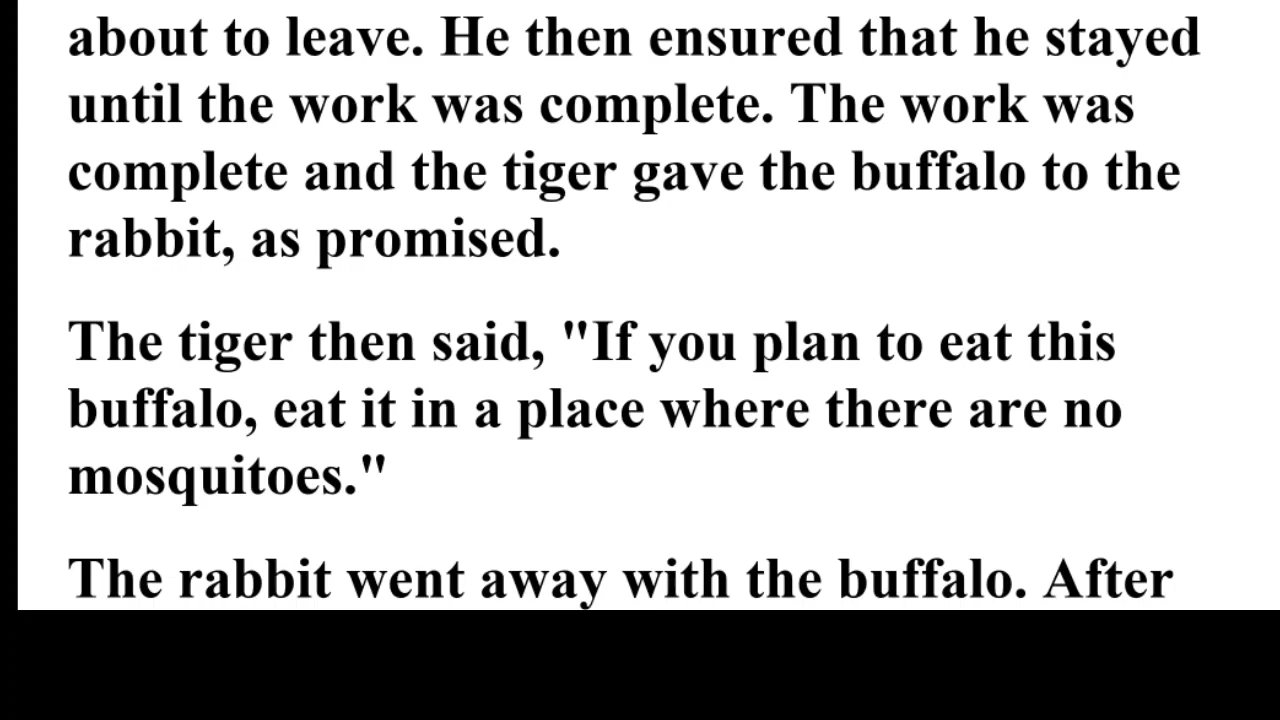 about to leave. He then ensured that he stayed
until the work was complete. The work was
complete and the tiger gave the buffalo to the
rabbit, as promised.
The tiger then said, "If you plan to eat this
buffalo, eat it in a place where there are no
mosquitoes."
The rabbit went away with the buffalo. After